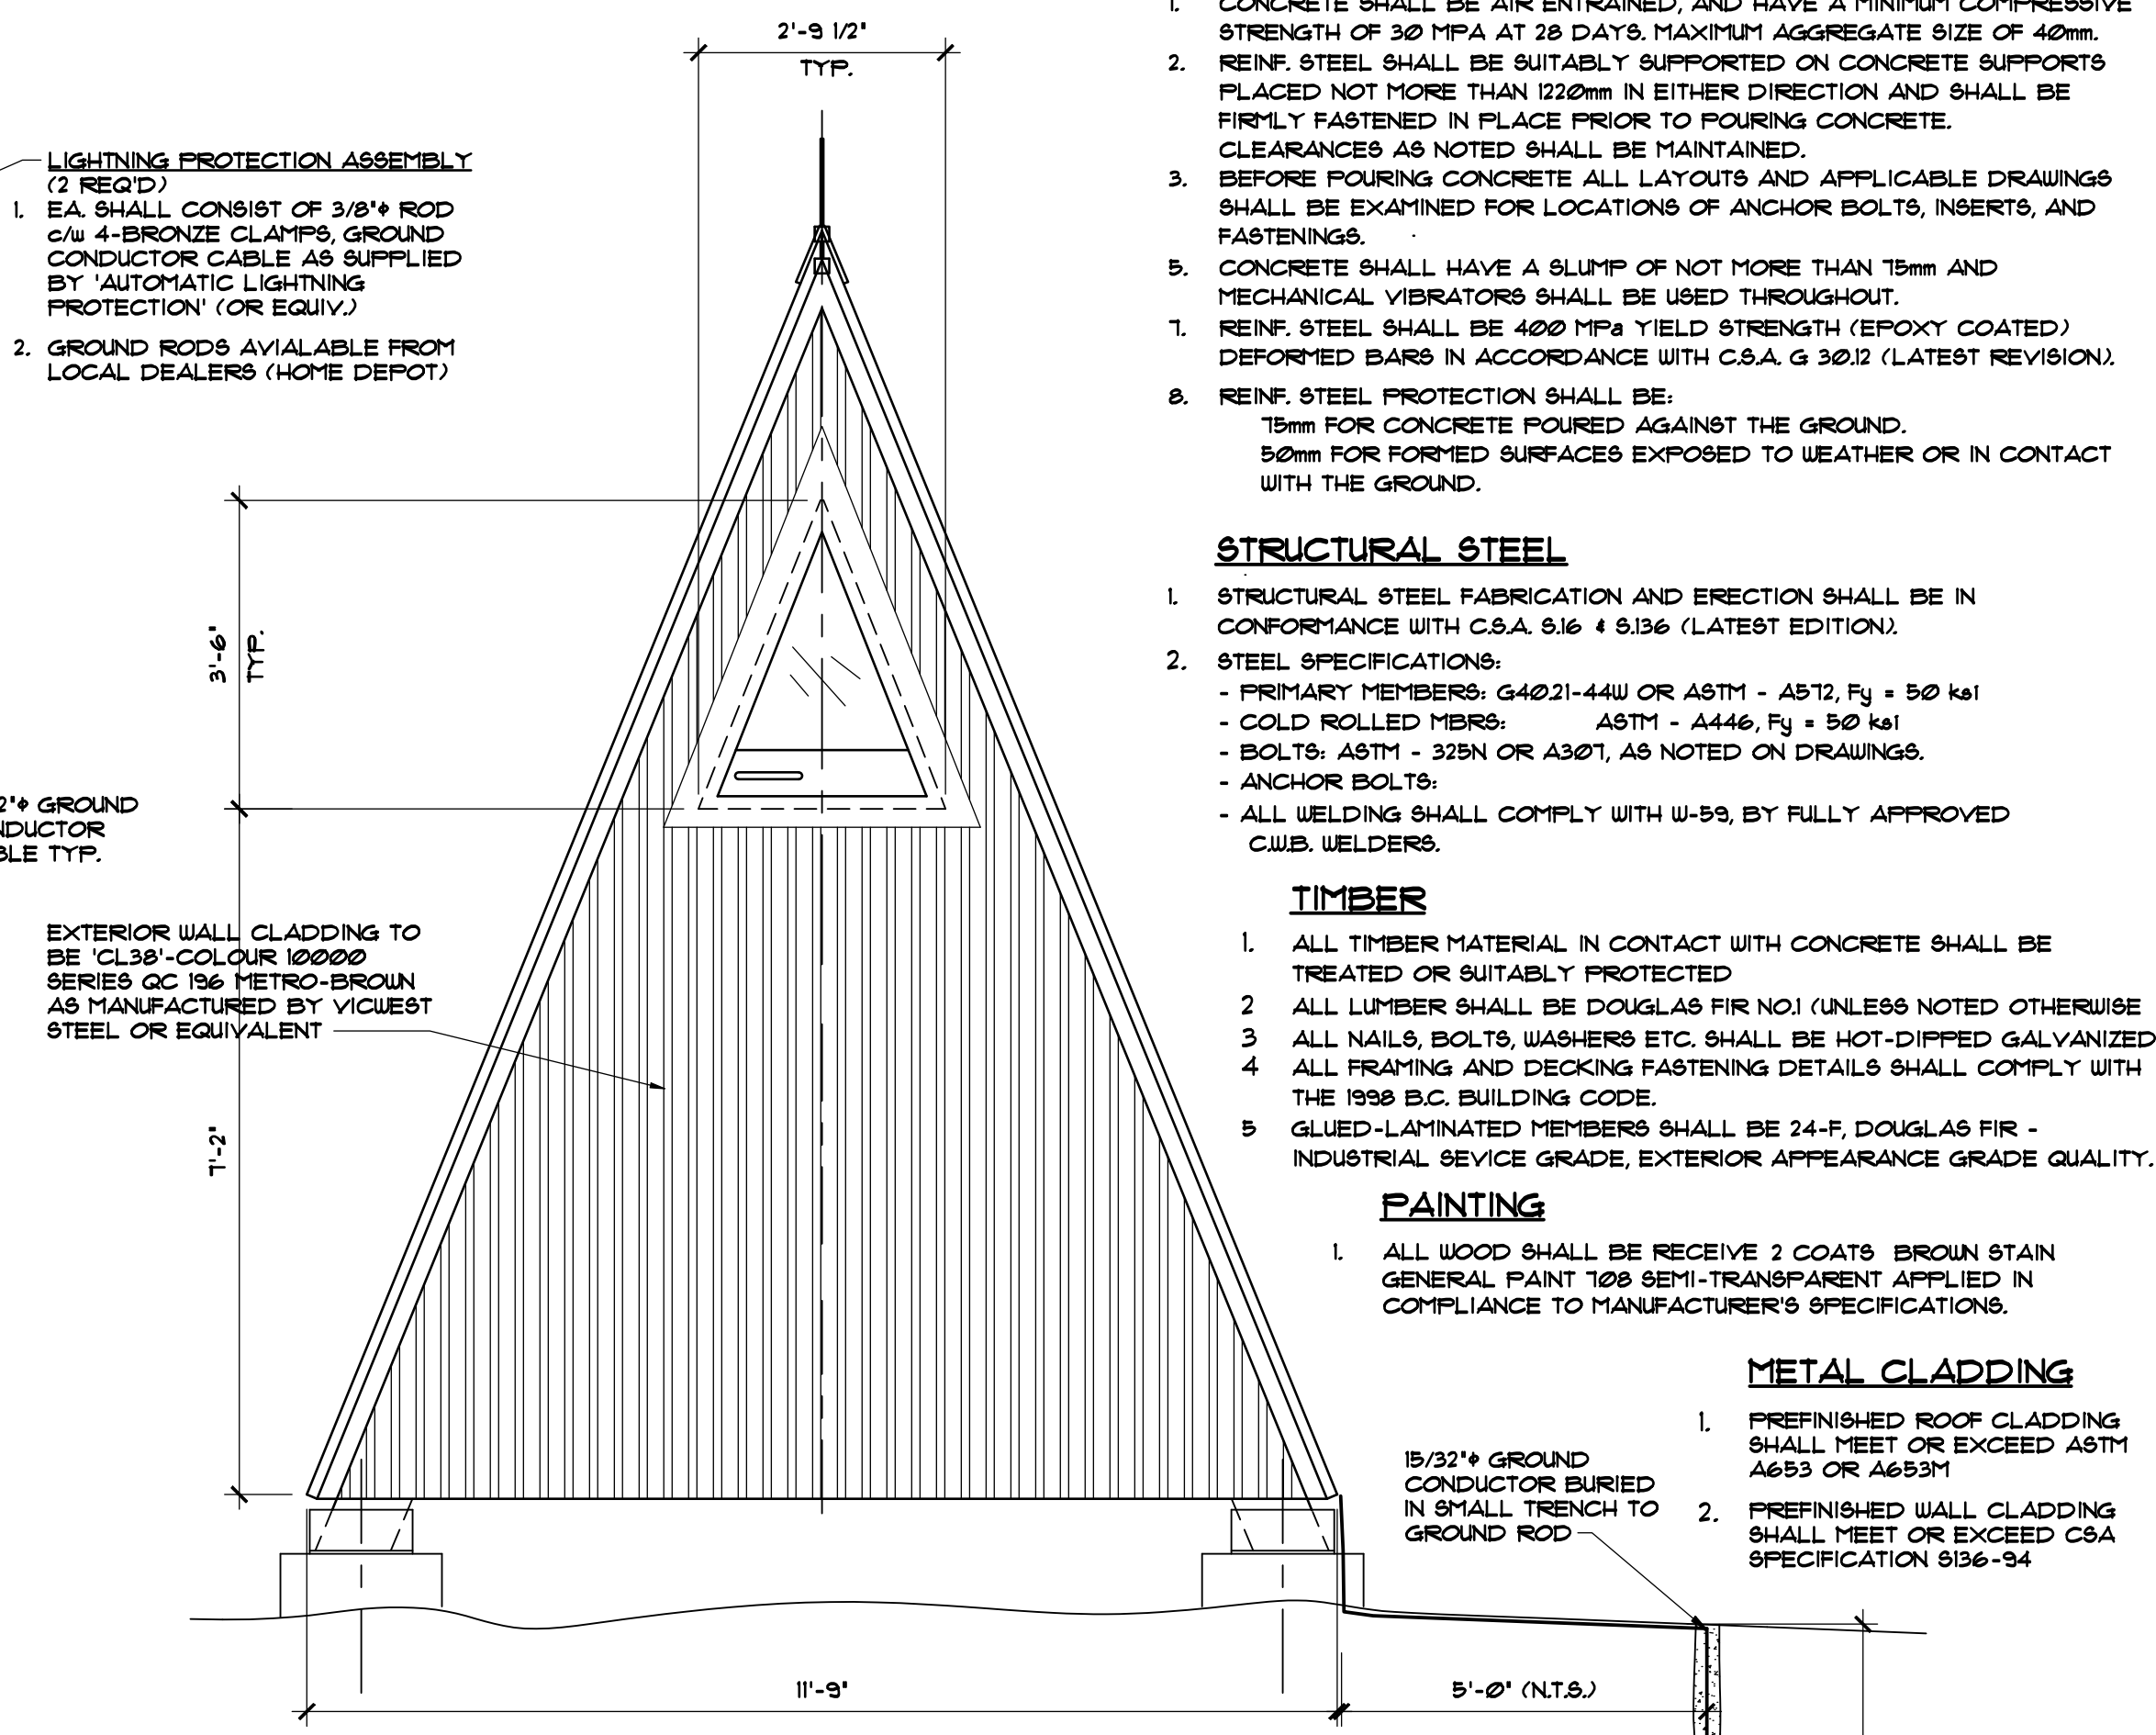 2'-9 1/2"
TYP.
LIGHTNING PROTECTION ASSEMBLY
(2 REQ'D)
1. EA. SHALL CONSIST OF 3/8"ϕ ROD
c/w 4-BRONZE CLAMPS, GROUND
CONDUCTOR CABLE AS SUPPLIED
BY 'AUTOMATIC LIGHTNING
PROTECTION' (OR EQUIV.)
2. GROUND RODS AVIALABLE FROM
LOCAL DEALERS (HOME DEPOT)
3'-6"
TYP.
2"ϕ GROUND
NDUCTOR
BLE TYP.
EXTERIOR WALL CLADDING TO
BE 'CL38'-COLOUR 10000
SERIES QC 196 METRO-BROWN
AS MANUFACTURED BY VICWEST
STEEL OR EQUIVALENT
7'-2"
11'-9"
5'-0" (N.T.S.)
15/32"ϕ GROUND
CONDUCTOR BURIED
IN SMALL TRENCH TO
GROUND ROD
1. CONCRETE SHALL BE AIR ENTRAINED, AND HAVE A MINIMUM COMPRESSIVE
STRENGTH OF 30 MPA AT 28 DAYS. MAXIMUM AGGREGATE SIZE OF 40mm.
2. REINF. STEEL SHALL BE SUITABLY SUPPORTED ON CONCRETE SUPPORTS
PLACED NOT MORE THAN 1220mm IN EITHER DIRECTION AND SHALL BE
FIRMLY FASTENED IN PLACE PRIOR TO POURING CONCRETE.
CLEARANCES AS NOTED SHALL BE MAINTAINED.
3. BEFORE POURING CONCRETE ALL LAYOUTS AND APPLICABLE DRAWINGS
SHALL BE EXAMINED FOR LOCATIONS OF ANCHOR BOLTS, INSERTS, AND
FASTENINGS.
5. CONCRETE SHALL HAVE A SLUMP OF NOT MORE THAN 75mm AND
MECHANICAL VIBRATORS SHALL BE USED THROUGHOUT.
7. REINF. STEEL SHALL BE 400 MPa YIELD STRENGTH (EPOXY COATED)
DEFORMED BARS IN ACCORDANCE WITH C.S.A. G 30.12 (LATEST REVISION).
8. REINF. STEEL PROTECTION SHALL BE:
75mm FOR CONCRETE POURED AGAINST THE GROUND.
50mm FOR FORMED SURFACES EXPOSED TO WEATHER OR IN CONTACT
WITH THE GROUND.
STRUCTURAL STEEL
1. STRUCTURAL STEEL FABRICATION AND ERECTION SHALL BE IN
CONFORMANCE WITH C.S.A. S.16 & S.136 (LATEST EDITION).
2. STEEL SPECIFICATIONS:
- PRIMARY MEMBERS: G40.21-44W OR ASTM - A572, Fy = 50 ksi
- COLD ROLLED MBRS: ASTM - A446, Fy = 50 ksi
- BOLTS: ASTM - 325N OR A307, AS NOTED ON DRAWINGS.
- ANCHOR BOLTS:
- ALL WELDING SHALL COMPLY WITH W-59, BY FULLY APPROVED
C.W.B. WELDERS.
TIMBER
1. ALL TIMBER MATERIAL IN CONTACT WITH CONCRETE SHALL BE
TREATED OR SUITABLY PROTECTED
2 ALL LUMBER SHALL BE DOUGLAS FIR NO.1 (UNLESS NOTED OTHERWISE
3 ALL NAILS, BOLTS, WASHERS ETC. SHALL BE HOT-DIPPED GALVANIZED
4 ALL FRAMING AND DECKING FASTENING DETAILS SHALL COMPLY WITH
THE 1998 B.C. BUILDING CODE.
5 GLUED-LAMINATED MEMBERS SHALL BE 24-F, DOUGLAS FIR -
INDUSTRIAL SEVICE GRADE, EXTERIOR APPEARANCE GRADE QUALITY.
PAINTING
1. ALL WOOD SHALL BE RECEIVE 2 COATS BROWN STAIN
GENERAL PAINT 708 SEMI-TRANSPARENT APPLIED IN
COMPLIANCE TO MANUFACTURER'S SPECIFICATIONS.
METAL CLADDING
1. PREFINISHED ROOF CLADDING
SHALL MEET OR EXCEED ASTM
A653 OR A653M
2. PREFINISHED WALL CLADDING
SHALL MEET OR EXCEED CSA
SPECIFICATION S136-94